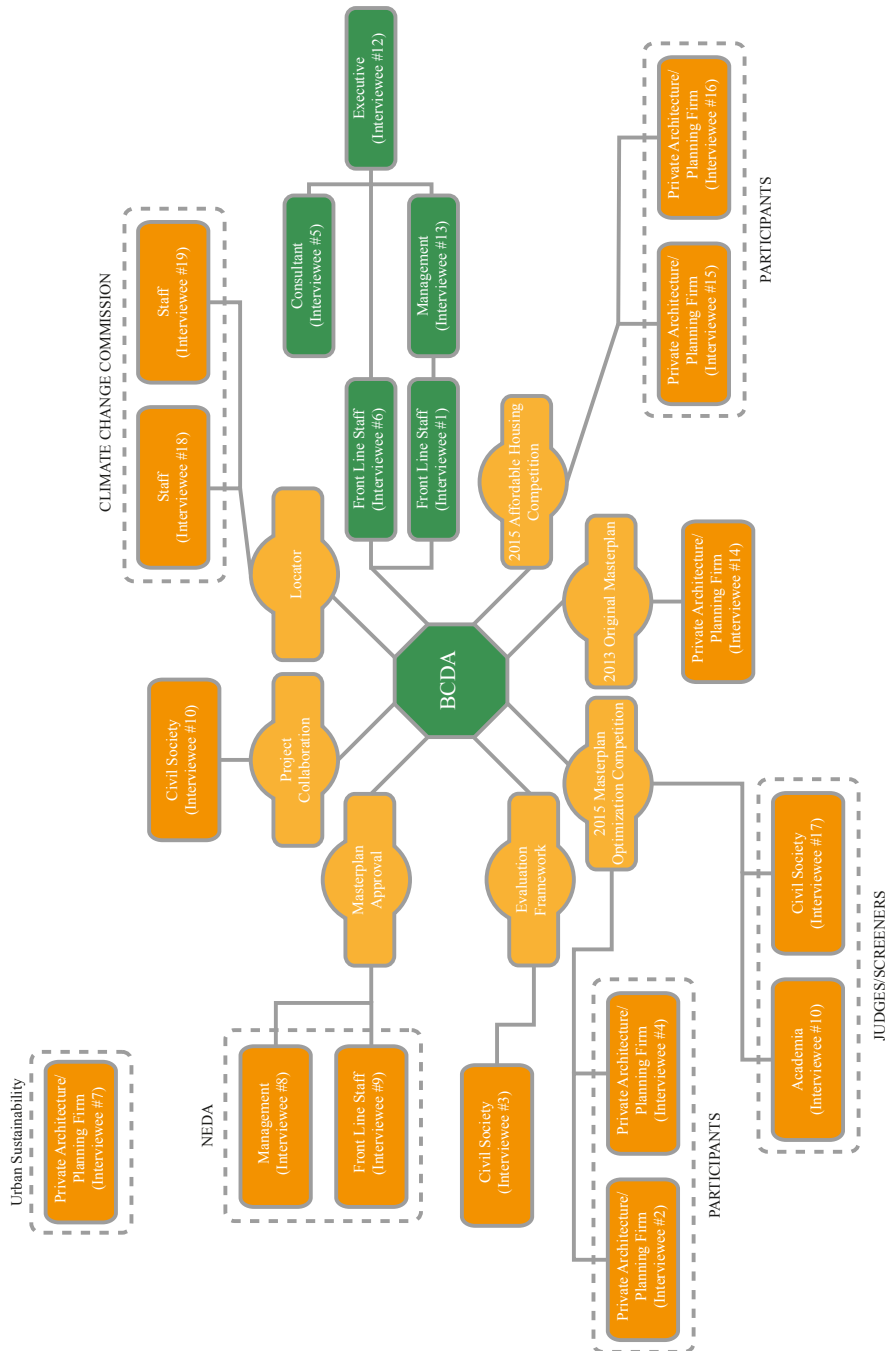 Urban Sustainability
Private Architecture/
Planning Firm
(Interviewee #7)
NEDA
Management
(Interviewee #8)
Front Line Staff
(Interviewee #9)
Masterplan
Approval
Civil Society
(Interviewee #10)
Project
Collaboration
CLIMATE CHANGE COMMISSION
Staff
(Interviewee #18)
Staff
(Interviewee #19)
Locator
Consultant
(Interviewee #5)
Executive
(Interviewee #12)
Front Line Staff
(Interviewee #6)
Front Line Staff
(Interviewee #1)
Management
(Interviewee #13)
BCDA
Civil Society
(Interviewee #3)
Evaluation
Framework
2015 Masterplan
Optimization Competition
2013 Original Masterplan
2015 Affordable Housing
Competition
Private Architecture/
Planning Firm
(Interviewee #2)
Private Architecture/
Planning Firm
(Interviewee #4)
PARTICIPANTS
Academia
(Interviewee #10)
Civil Society
(Interviewee #17)
JUDGES/SCREENERS
Private Architecture/
Planning Firm
(Interviewee #14)
Private Architecture/
Planning Firm
(Interviewee #15)
Private Architecture/
Planning Firm
(Interviewee #16)
PARTICIPANTS